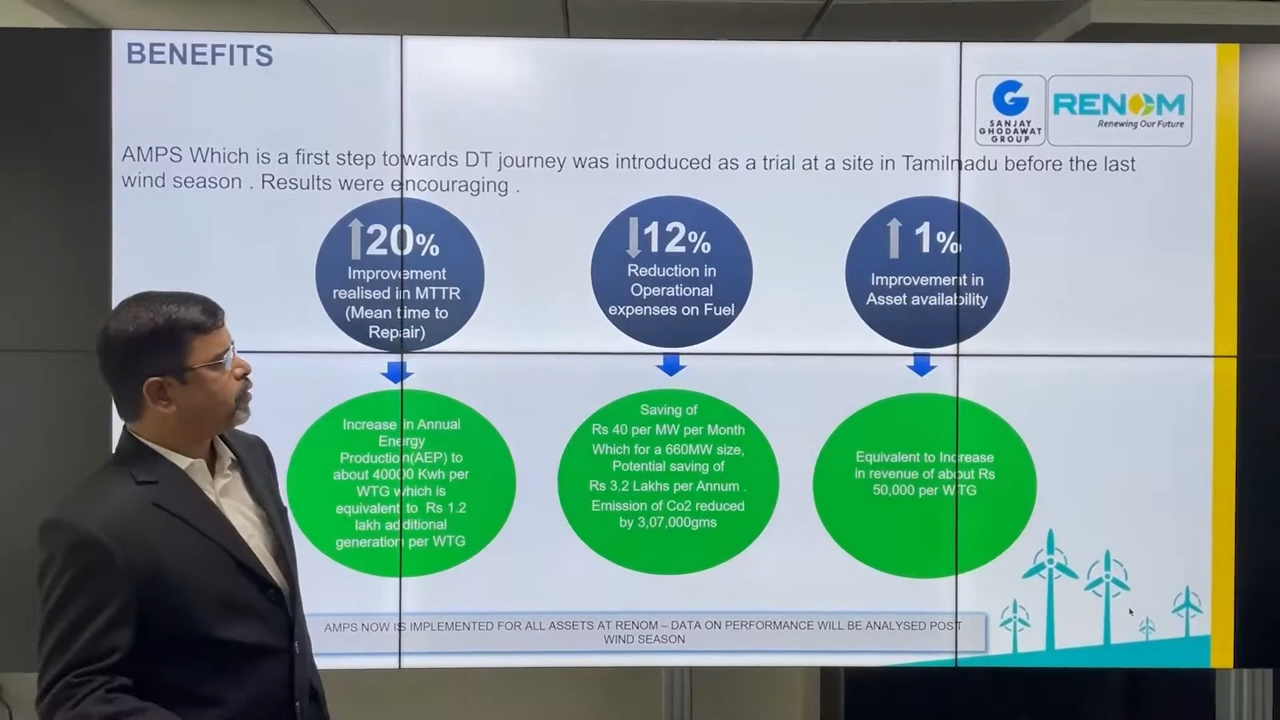 BENEFITS
G
SANJAY
GHODAWAT
GROUP
RENOM
Renewing Our Future
AMPS Which is a first step towards DT journey was introduced as a trial at a site in Tamilnadu before the last
wind season . Results were encouraging .
20%
Improvement
realised in MTTR
(Mean time to
Repair)
12%
Reduction in
Operational
expenses on Fuel
1%
Improvement in
Asset availability
Increase in Annual
Energy
Production(AEP) to
about 40000 Kwh per
WTG which is
equivalent to Rs 1.2
lakh additional
generation per WTG
Saving of
Rs 40 per MW per Month
Which for a 660MW size,
Potential saving of
Rs 3.2 Lakhs per Annum .
Emission of Co2 reduced
by 3,07,000gms
Equivalent to Increase
in revenue of about Rs
50,000 per WTG
AMPS NOW IS IMPLEMENTED FOR ALL ASSETS AT RENOM – DATA ON PERFORMANCE WILL BE ANALYSED POST
WIND SEASON